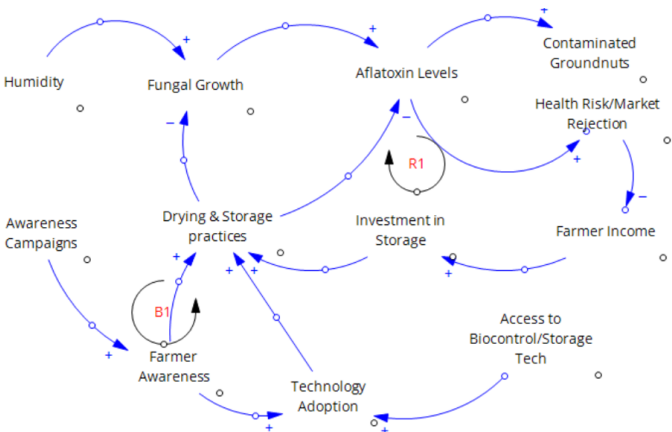 Humidity
+
Fungal Growth
+
Aflatoxin Levels
+
Contaminated
Groundnuts
Health Risk/Market
Rejection
+
−
−
−
R1
Awareness
Campaigns
Drying & Storage
practices
Investment in
Storage
Farmer Income
+
+
+
+
B1
+
Farmer
Awareness
Technology
Adoption
Access to
Biocontrol/Storage
Tech
+
+